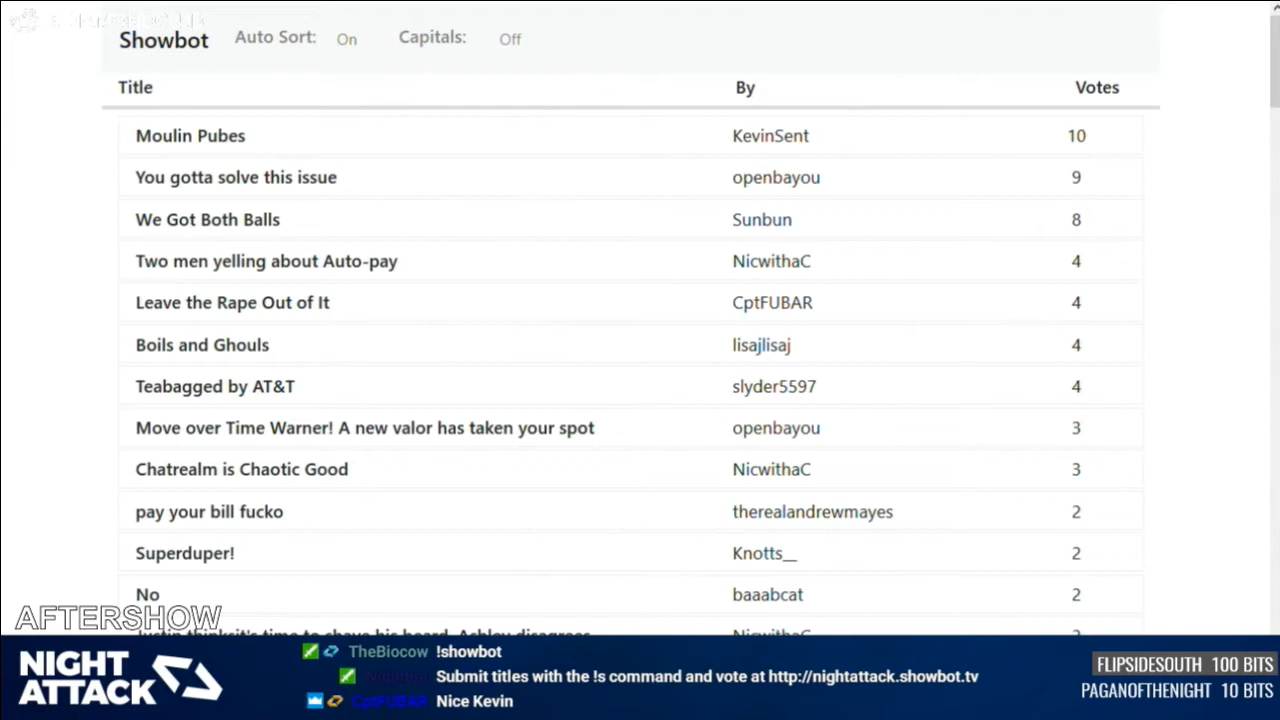 Showbot Auto Sort: On Capitals: Off
Title By Votes
Moulin Pubes KevinSent 10
You gotta solve this issue openbayou 9
We Got Both Balls Sunbun 8
Two men yelling about Auto-pay NicwithaC 4
Leave the Rape Out of It CptFUBAR 4
Boils and Ghouls lisajlisaj 4
Teabagged by AT&T slyder5597 4
Move over Time Warner! A new valor has taken your spot openbayou 3
Chatrealm is Chaotic Good NicwithaC 3
pay your bill fucko therealandrewmayes 2
Superduper! Knotts__ 2
No baaabcat 2
AFTERSHOW
NIGHT
ATTACK
TheBiocow !showbot
Nightbot Submit titles with the !s command and vote at http://nightattack.showbot.tv
CptFUBAR Nice Kevin
FLIPSIDESOUTH 100 BITS
PAGANOFTHENIGHT 10 BITS